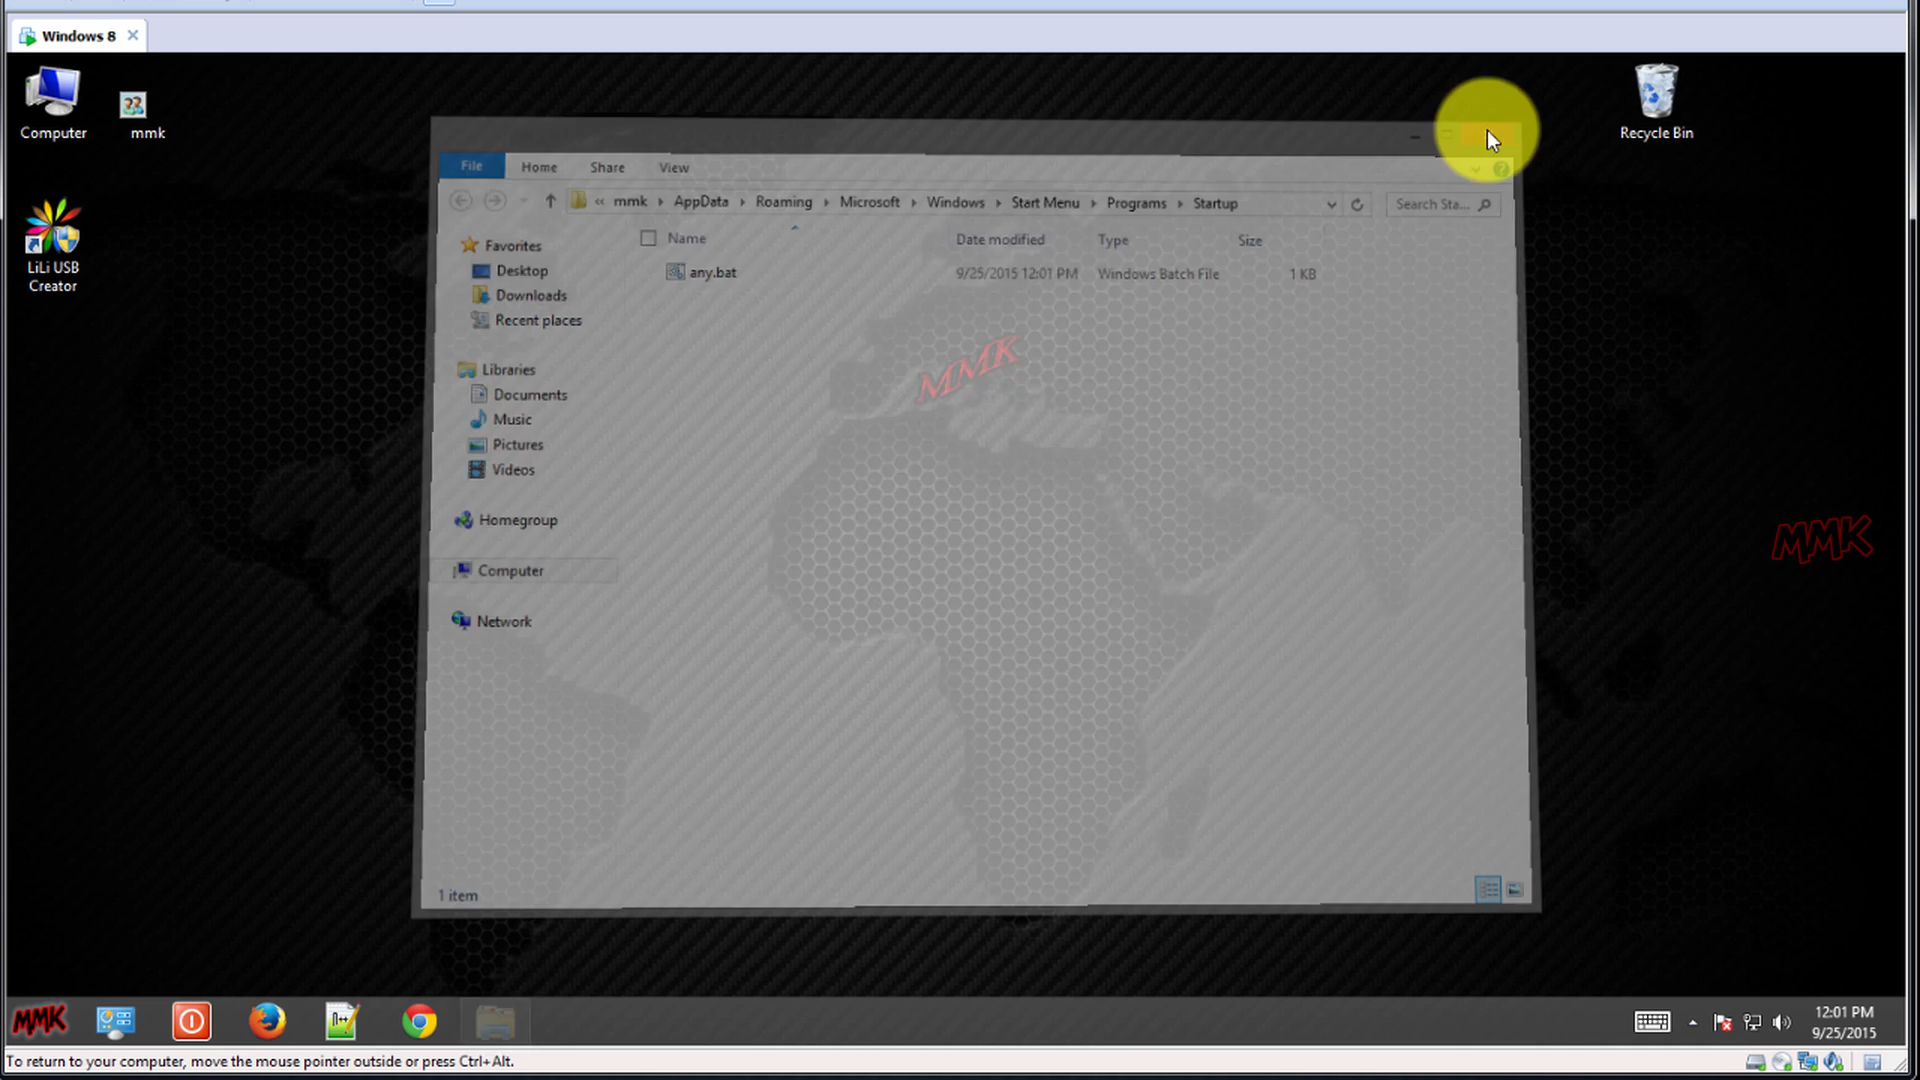 Windows 8
Computer
mmk
Recycle Bin
LiLi USB
Creator
File Home Share View
« mmk AppData Roaming Microsoft Windows Start Menu Programs Startup
Search Sta...
Name Date modified Type Size
any.bat 9/25/2015 12:01 PM Windows Batch File 1 KB
Favorites
Desktop
Downloads
Recent places
Libraries
Documents
Music
Pictures
Videos
Homegroup
Computer
Network
MMK
MMK
1 item
MMK
12:01 PM
9/25/2015
To return to your computer, move the mouse pointer outside or press Ctrl+Alt.